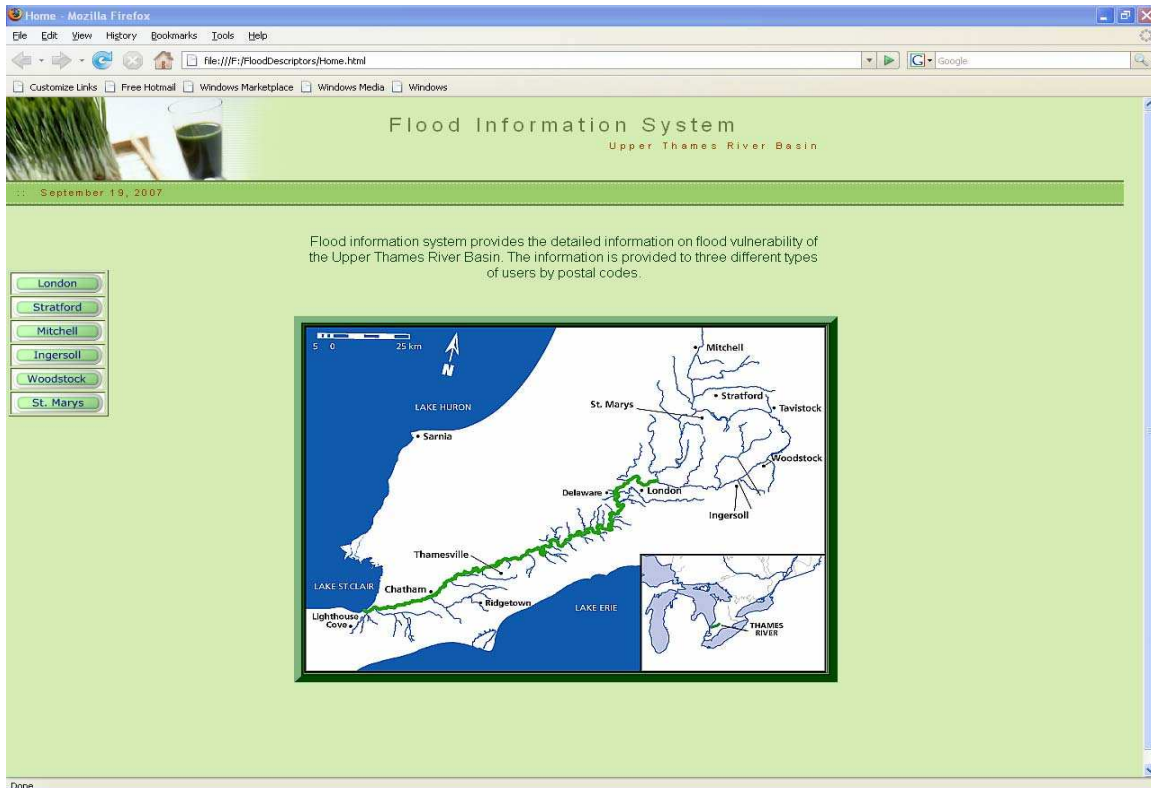 Home - Mozilla Firefox
File Edit View History Bookmarks Tools Help
file:///F:/FloodDescriptors/Home.html
G Google
Customize Links Free Hotmail Windows Marketplace Windows Media Windows
Flood Information System
Upper Thames River Basin
:: September 19, 2007
Flood information system provides the detailed information on flood vulnerability of
the Upper Thames River Basin. The information is provided to three different types
of users by postal codes.
London
Stratford
Mitchell
Ingersoll
Woodstock
St. Marys
5 0 25 km
N
Mitchell
LAKE HURON
St. Marys
Stratford
Tavistock
Sarnia
Woodstock
Delaware
London
Ingersoll
Thamesville
LAKE ST.CLAIR
Chatham
Ridgetown
LAKE ERIE
Lighthouse
Cove
THAMES
RIVER
Done